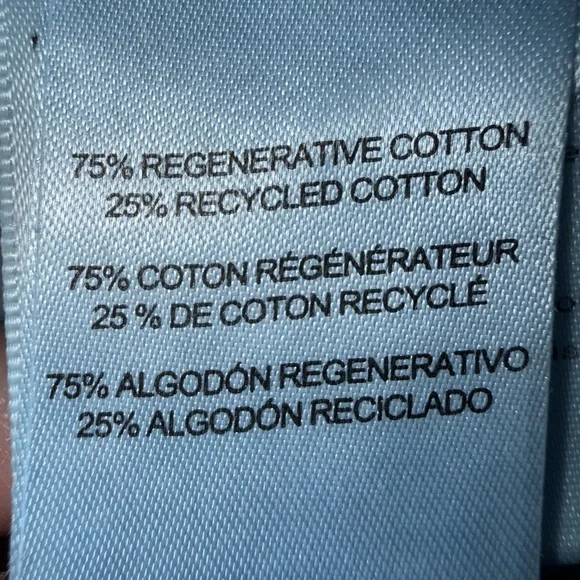 75% REGENERATIVE COTTON
25% RECYCLED COTTON
75% COTON RÉGÉNÉRATEUR
25 % DE COTON RECYCLÉ
75% ALGODÓN REGENERATIVO
25% ALGODÓN RECICLADO